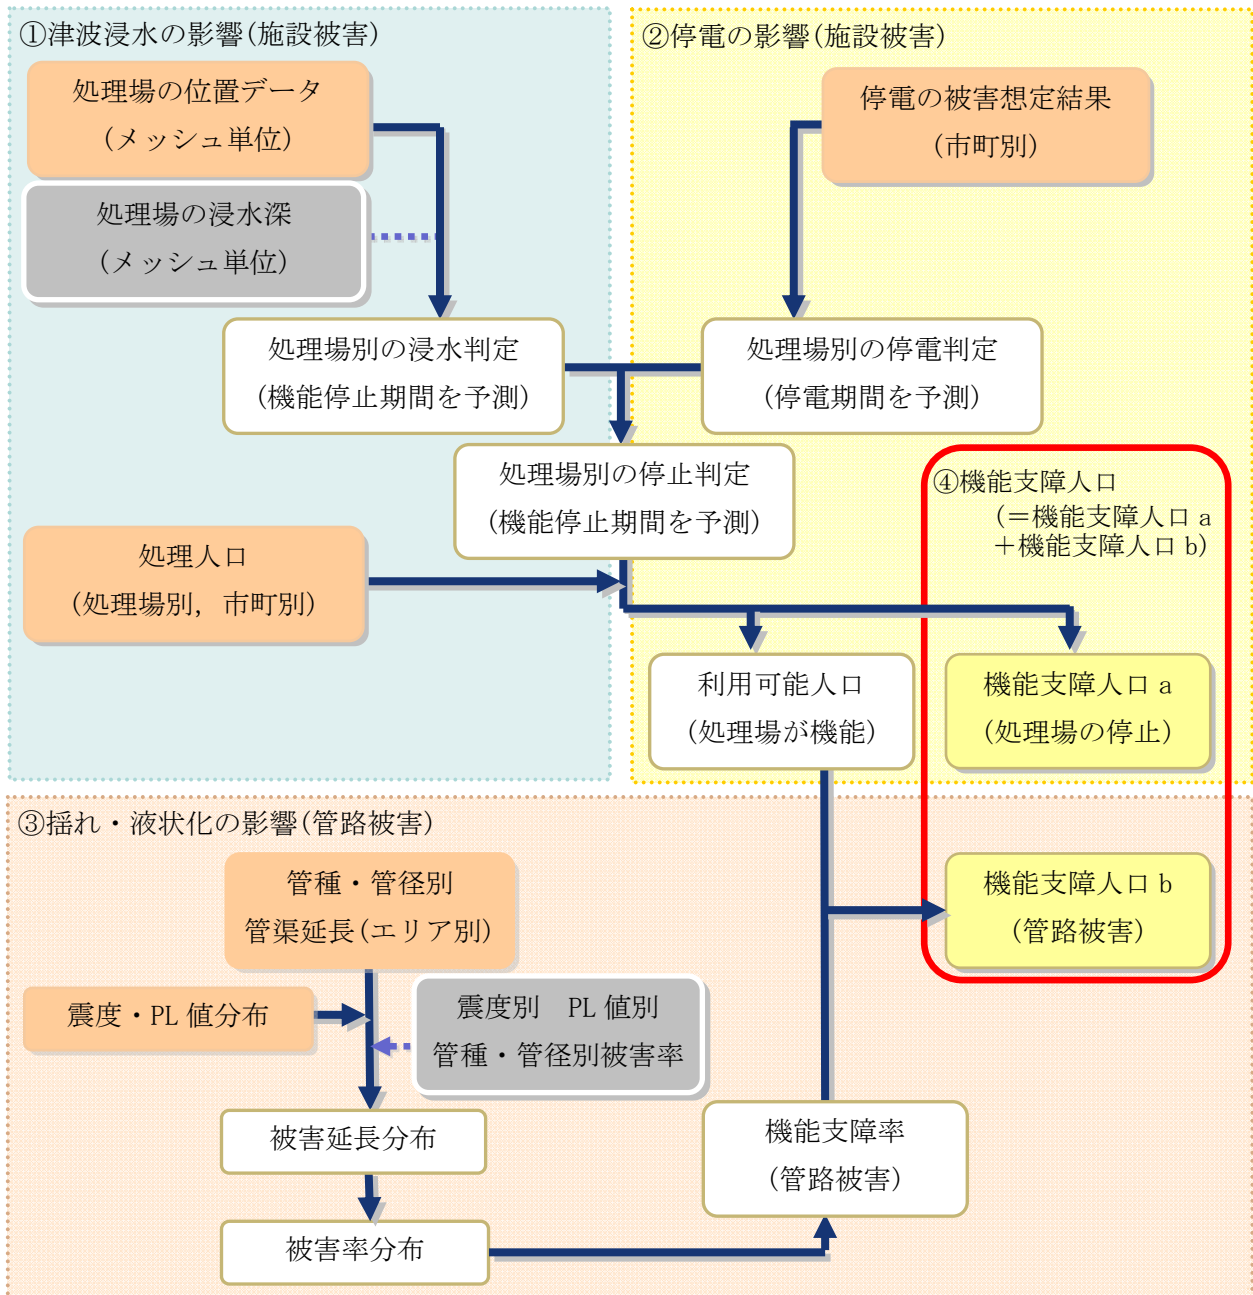 ①津波浸水の影響(施設被害)
処理場の位置データ
(メッシュ単位)
処理場の浸水深
(メッシュ単位)
②停電の影響(施設被害)
停電の被害想定結果
(市町別)
処理場別の浸水判定
(機能停止期間を予測)
処理場別の停電判定
(停電期間を予測)
処理場別の停止判定
(機能停止期間を予測)
④機能支障人口
(＝機能支障人口 a
＋機能支障人口 b)
処理人口
(処理場別，市町別)
利用可能人口
(処理場が機能)
機能支障人口 a
(処理場の停止)
③揺れ・液状化の影響(管路被害)
管種・管径別
管渠延長(エリア別)
機能支障人口 b
(管路被害)
震度・PL 値分布
震度別　PL 値別
管種・管径別被害率
被害延長分布
機能支障率
(管路被害)
被害率分布